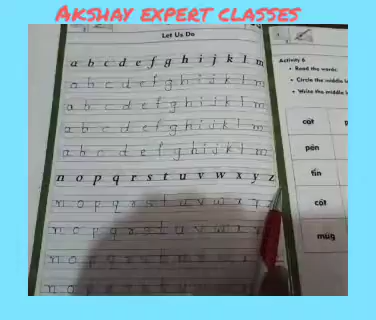 AKSHAY EXPERT CLASSES
Let Us Do
a b c d e f g h i j k l m
a b c d e f g h i j k l m
a b c d e f g h i j k l m
a b c d e f g h i j k l m
a b c d e f g h i j k l m
n o p q r s t u v w x y z
n o p q r s t u v w x y z
n o p q r s t u v w x
n o p q r s
n o p q r s t u v w
Activity 6
Read the words.
Circle the middle
Write the middle
cat
pen
tin
cot
mug